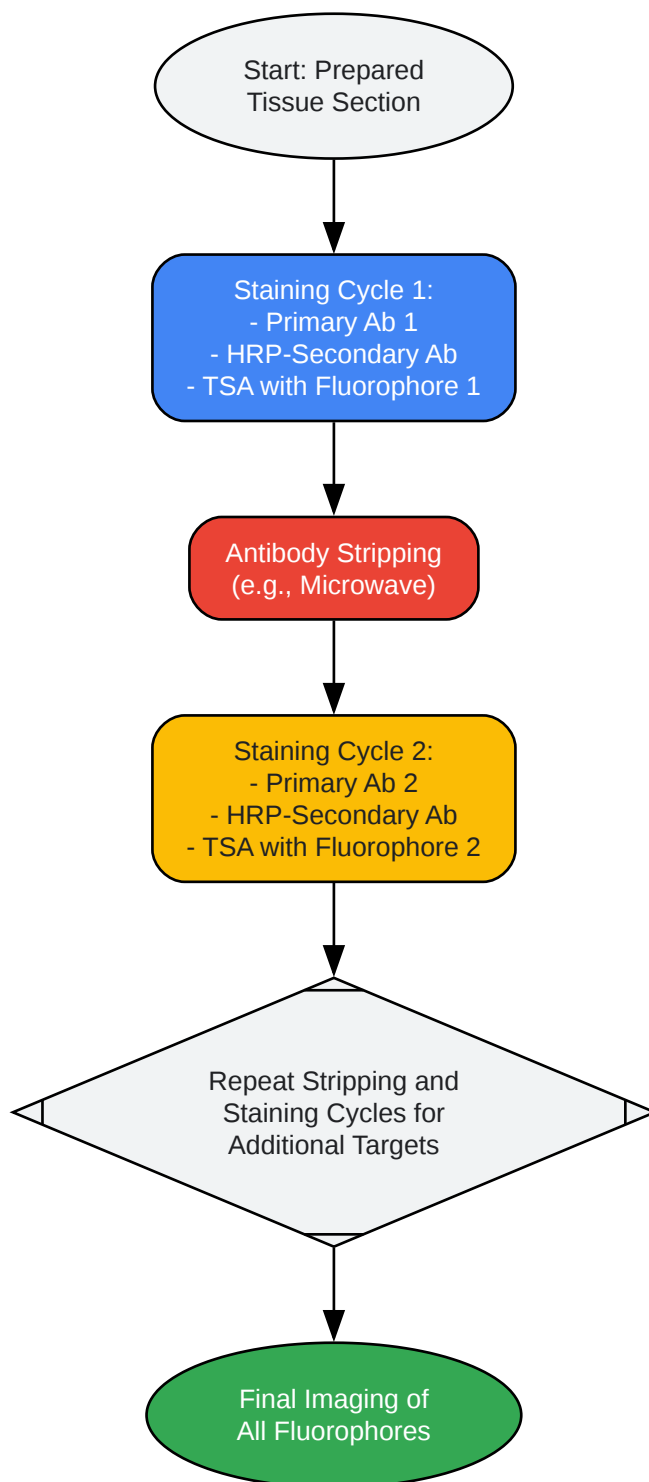 Start: Prepared
Tissue Section
Staining Cycle 1:
- Primary Ab 1
- HRP-Secondary Ab
- TSA with Fluorophore 1
Antibody Stripping
(e.g., Microwave)
Staining Cycle 2:
- Primary Ab 2
- HRP-Secondary Ab
- TSA with Fluorophore 2
Repeat Stripping and
Staining Cycles for
Additional Targets
Final Imaging of
All Fluorophores